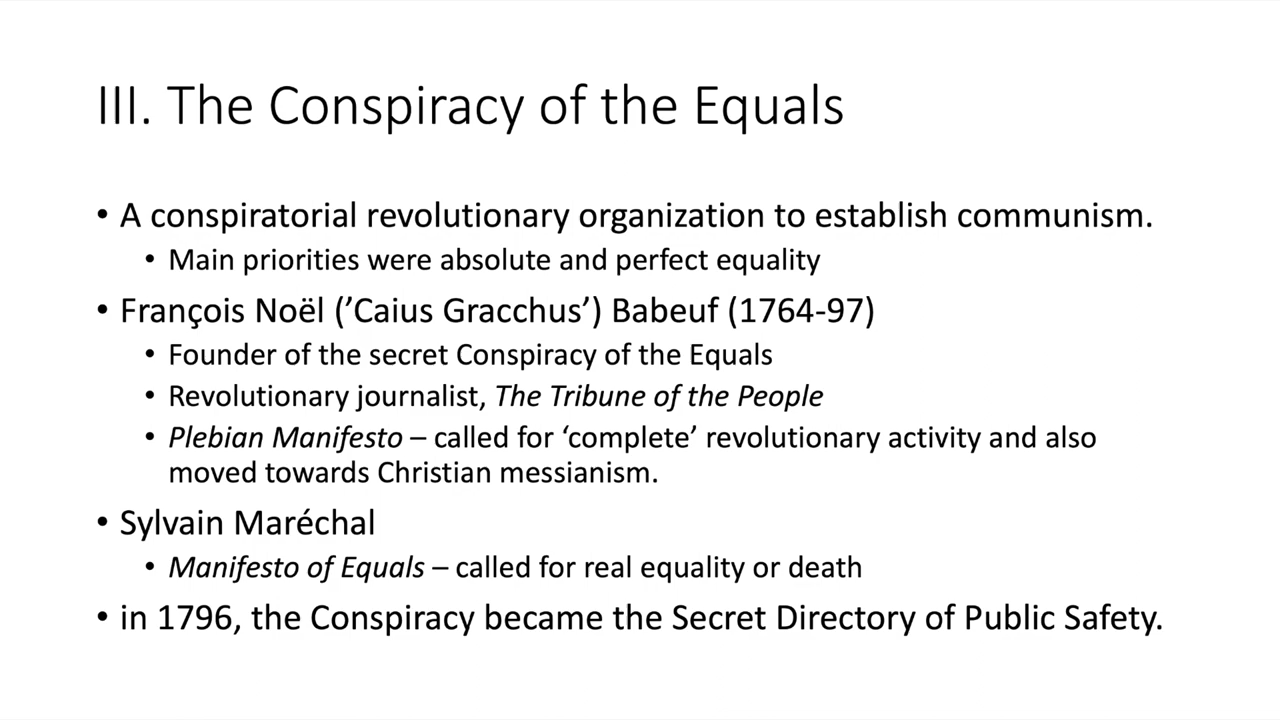 III. The Conspiracy of the Equals
• A conspiratorial revolutionary organization to establish communism.
• Main priorities were absolute and perfect equality
• François Noël (’Caius Gracchus’) Babeuf (1764-97)
• Founder of the secret Conspiracy of the Equals
• Revolutionary journalist, The Tribune of the People
• Plebian Manifesto – called for ‘complete’ revolutionary activity and also
moved towards Christian messianism.
• Sylvain Maréchal
• Manifesto of Equals – called for real equality or death
• in 1796, the Conspiracy became the Secret Directory of Public Safety.